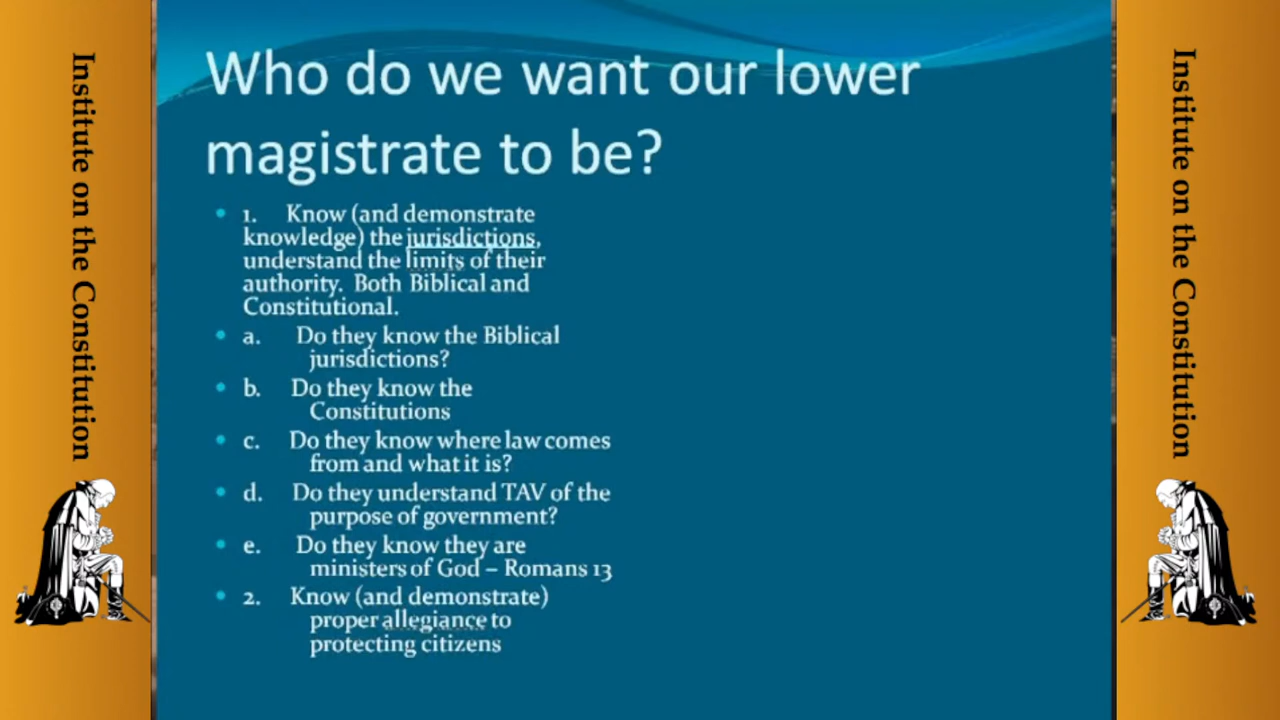 Institute on the Constitution
Who do we want our lower
magistrate to be?
• 1. Know (and demonstrate
knowledge) the jurisdictions,
understand the limits of their
authority. Both Biblical and
Constitutional.
• a. Do they know the Biblical
jurisdictions?
• b. Do they know the
Constitutions
• c. Do they know where law comes
from and what it is?
• d. Do they understand TAV of the
purpose of government?
• e. Do they know they are
ministers of God – Romans 13
• 2. Know (and demonstrate)
proper allegiance to
protecting citizens
Institute on the Constitution